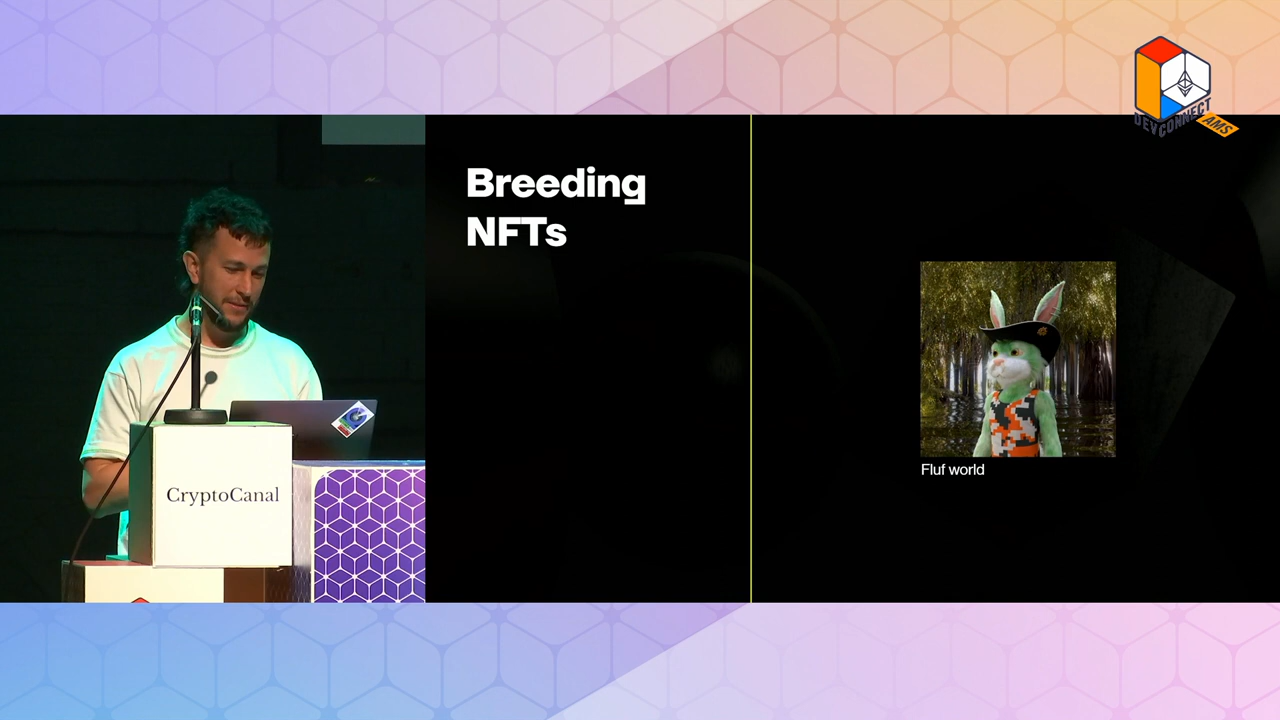 DEVCONNECT
AMS
Breeding
NFTs
Fluf world
CryptoCanal